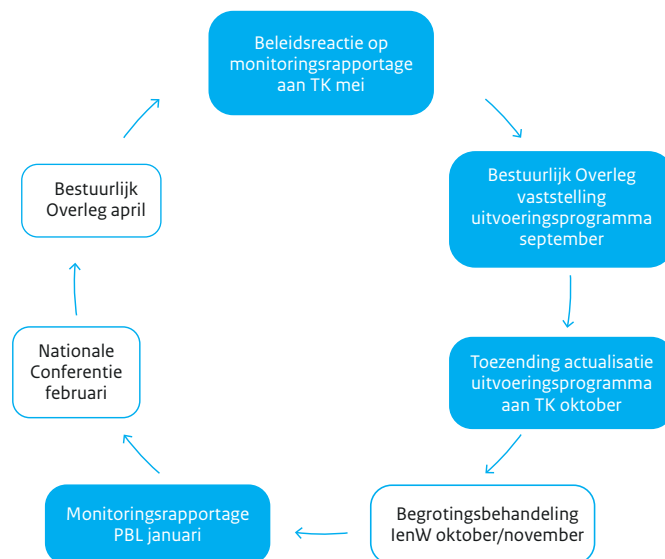 Beleidsreactie op
monitoringsrapportage
aan TK mei
Bestuurlijk Overleg
vaststelling
uitvoeringsprogramma
september
Toezending actualisatie
uitvoeringsprogramma
aan TK oktober
Begrotingsbehandeling
IenW oktober/november
Monitoringsrapportage
PBL januari
Nationale
Conferentie
februari
Bestuurlijk
Overleg april